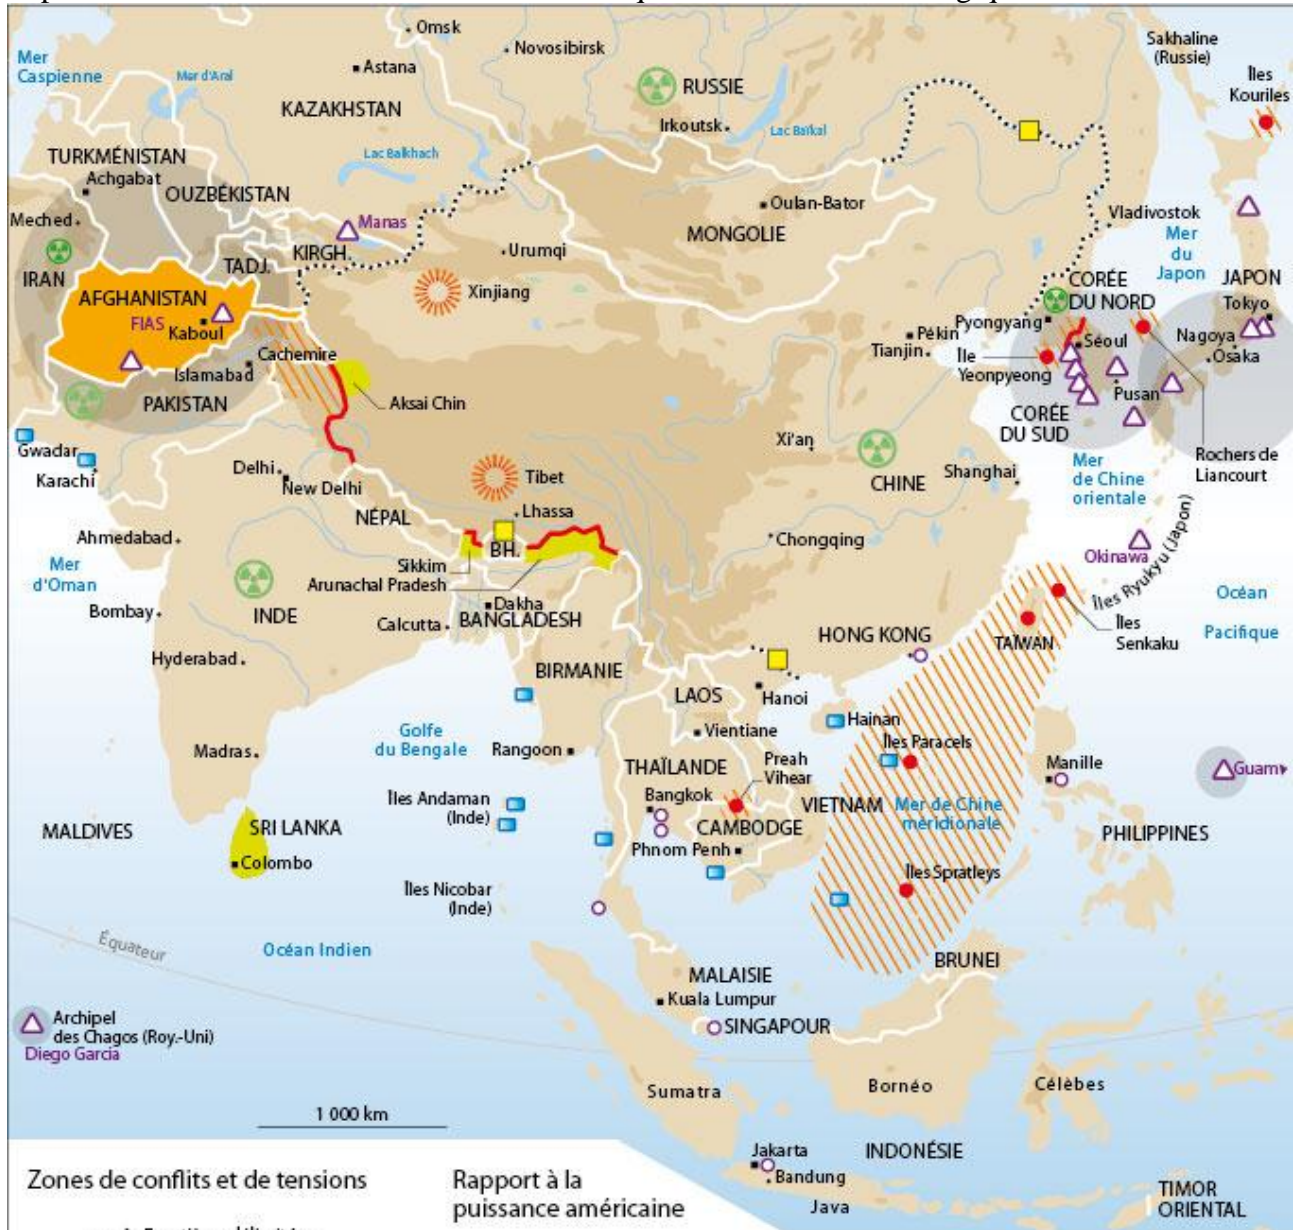 Omsk
Novosibirsk
Sakhaline
(Russie)
Mer
Caspienne
Mer d'Aral
Astana
RUSSIE
Îles
Kouriles
KAZAKHSTAN
Irkoutsk
Lac Baïkal
Lac Balkhach
TURKMÉNISTAN
Achgabat
OUZBÉKISTAN
Oulan-Bator
Meched
Manas
Vladivostok
Mer
du
Japon
MONGOLIE
Urumqi
KIRGH.
TADJ.
IRAN
CORÉE
DU NORD
JAPON
Tokyo
AFGHANISTAN
FIAS
Kaboul
Xinjiang
Pékin
Pyongyang
Tianjin
Séoul
Nagoya
Osaka
Cachemire
Île
Yeonpyeong
Islamabad
PAKISTAN
Aksai Chin
Pusan
CORÉE
DU SUD
Gwadar
Karachi
Xi'an
Rochers de
Liancourt
Delhi
New Delhi
Tibet
CHINE
Shanghai
Mer
de Chine
orientale
NÉPAL
Lhassa
Ahmedabad
Chongqing
BH.
Okinawa
Sikkim
Arunachal Pradesh
Mer
d'Oman
Îles Ryukyu (Japon)
Océan
Pacifique
Bombay
INDE
Dakha
BANGLADESH
Calcutta
HONG KONG
TAÏWAN
Îles
Senkaku
Hyderabad
BIRMANIE
LAOS
Hanoi
Golfe
du Bengale
Vientiane
Hainan
Îles Paracels
Madras
Rangoon
THAÏLANDE
Preah
Vihear
Manille
Guam
Îles Andaman
(Inde)
Bangkok
VIETNAM
Mer de Chine
méridionale
MALDIVES
SRI LANKA
CAMBODGE
PHILIPPINES
Phnom Penh
Colombo
Îles Spratleys
Îles Nicobar
(Inde)
Équateur
Océan Indien
BRUNEI
MALAISIE
Kuala Lumpur
Archipel
des Chagos (Roy.-Uni)
Diego Garcia
SINGAPOUR
Sumatra
Bornéo
Célèbes
1 000 km
Jakarta
INDONÉSIE
Bandung
Java
TIMOR
ORIENTAL
Zones de conflits et de tensions
Rapport à la
puissance américaine